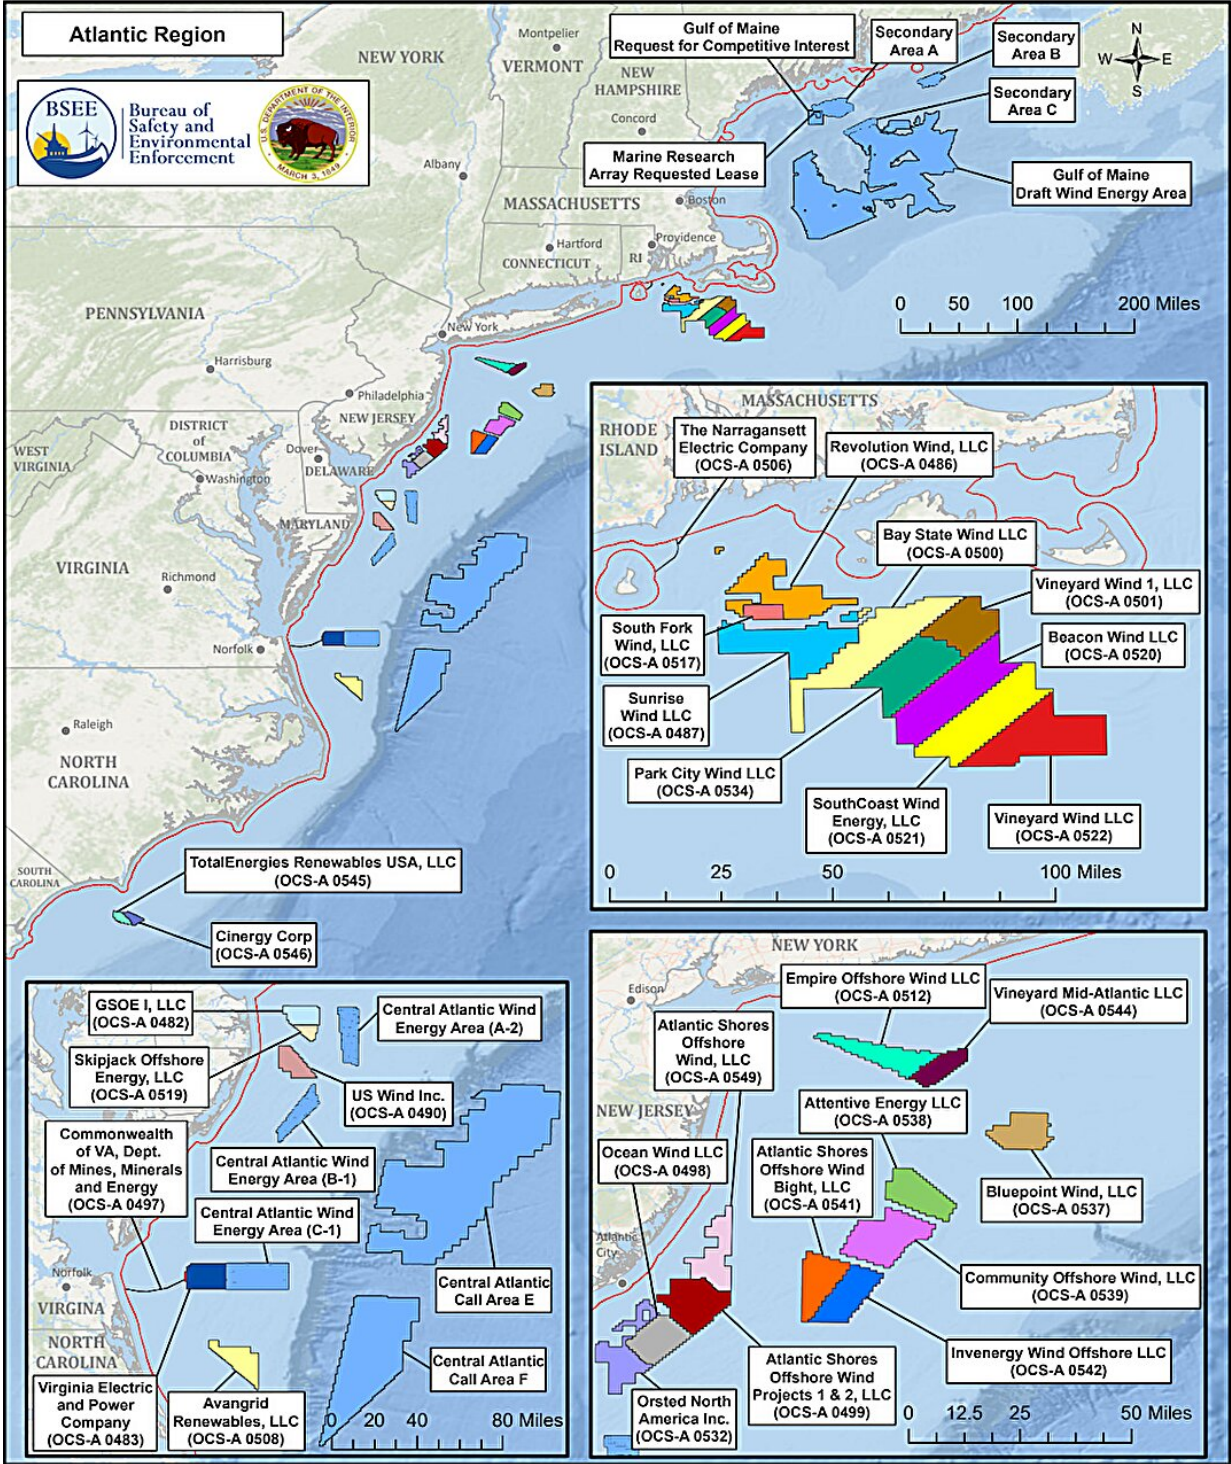 Atlantic Region
BSEE
Bureau of
Safety and
Environmental
Enforcement
U.S. DEPARTMENT OF THE INTERIOR
MARCH 3, 1849
Montpelier
NEW YORK
VERMONT
NEW
HAMPSHIRE
Concord
Albany
MASSACHUSETTS
Boston
Hartford
Providence
CONNECTICUT
RI
PENNSYLVANIA
New York
Harrisburg
Philadelphia
NEW JERSEY
DISTRICT
of
COLUMBIA
WEST
VIRGINIA
Dover
DELAWARE
Washington
MARYLAND
VIRGINIA
Richmond
Norfolk
Raleigh
NORTH
CAROLINA
SOUTH
CAROLINA
Gulf of Maine
Request for Competitive Interest
Secondary
Area A
Secondary
Area B
Secondary
Area C
Marine Research
Array Requested Lease
Gulf of Maine
Draft Wind Energy Area
N
W E
S
0 50 100 200 Miles
TotalEnergies Renewables USA, LLC
(OCS-A 0545)
Cinergy Corp
(OCS-A 0546)
MASSACHUSETTS
RHODE
ISLAND
The Narragansett
Electric Company
(OCS-A 0506)
Revolution Wind, LLC
(OCS-A 0486)
Bay State Wind LLC
(OCS-A 0500)
Vineyard Wind 1, LLC
(OCS-A 0501)
South Fork
Wind, LLC
(OCS-A 0517)
Beacon Wind LLC
(OCS-A 0520)
Sunrise
Wind LLC
(OCS-A 0487)
Park City Wind LLC
(OCS-A 0534)
SouthCoast Wind
Energy, LLC
(OCS-A 0521)
Vineyard Wind LLC
(OCS-A 0522)
0 25 50 100 Miles
GSOE I, LLC
(OCS-A 0482)
Central Atlantic Wind
Energy Area (A-2)
Skipjack Offshore
Energy, LLC
(OCS-A 0519)
US Wind Inc.
(OCS-A 0490)
Commonwealth
of VA, Dept.
of Mines, Minerals
and Energy
(OCS-A 0497)
Central Atlantic Wind
Energy Area (B-1)
Central Atlantic Wind
Energy Area (C-1)
Norfolk
VIRGINA
NORTH
CAROLINA
Central Atlantic
Call Area E
Central Atlantic
Call Area F
Virginia Electric
and Power
Company
(OCS-A 0483)
Avangrid
Renewables, LLC
(OCS-A 0508)
0 20 40 80 Miles
NEW YORK
Edison
Empire Offshore Wind LLC
(OCS-A 0512)
Vineyard Mid-Atlantic LLC
(OCS-A 0544)
Atlantic Shores
Offshore
Wind, LLC
(OCS-A 0549)
NEW JERSEY
Attentive Energy LLC
(OCS-A 0538)
Ocean Wind LLC
(OCS-A 0498)
Atlantic Shores
Offshore Wind
Bight, LLC
(OCS-A 0541)
Bluepoint Wind, LLC
(OCS-A 0537)
Atlantic
City
Community Offshore Wind, LLC
(OCS-A 0539)
Invenergy Wind Offshore LLC
(OCS-A 0542)
Orsted North
America Inc.
(OCS-A 0532)
Atlantic Shores
Offshore Wind
Projects 1 & 2, LLC
(OCS-A 0499)
0 12.5 25 50 Miles